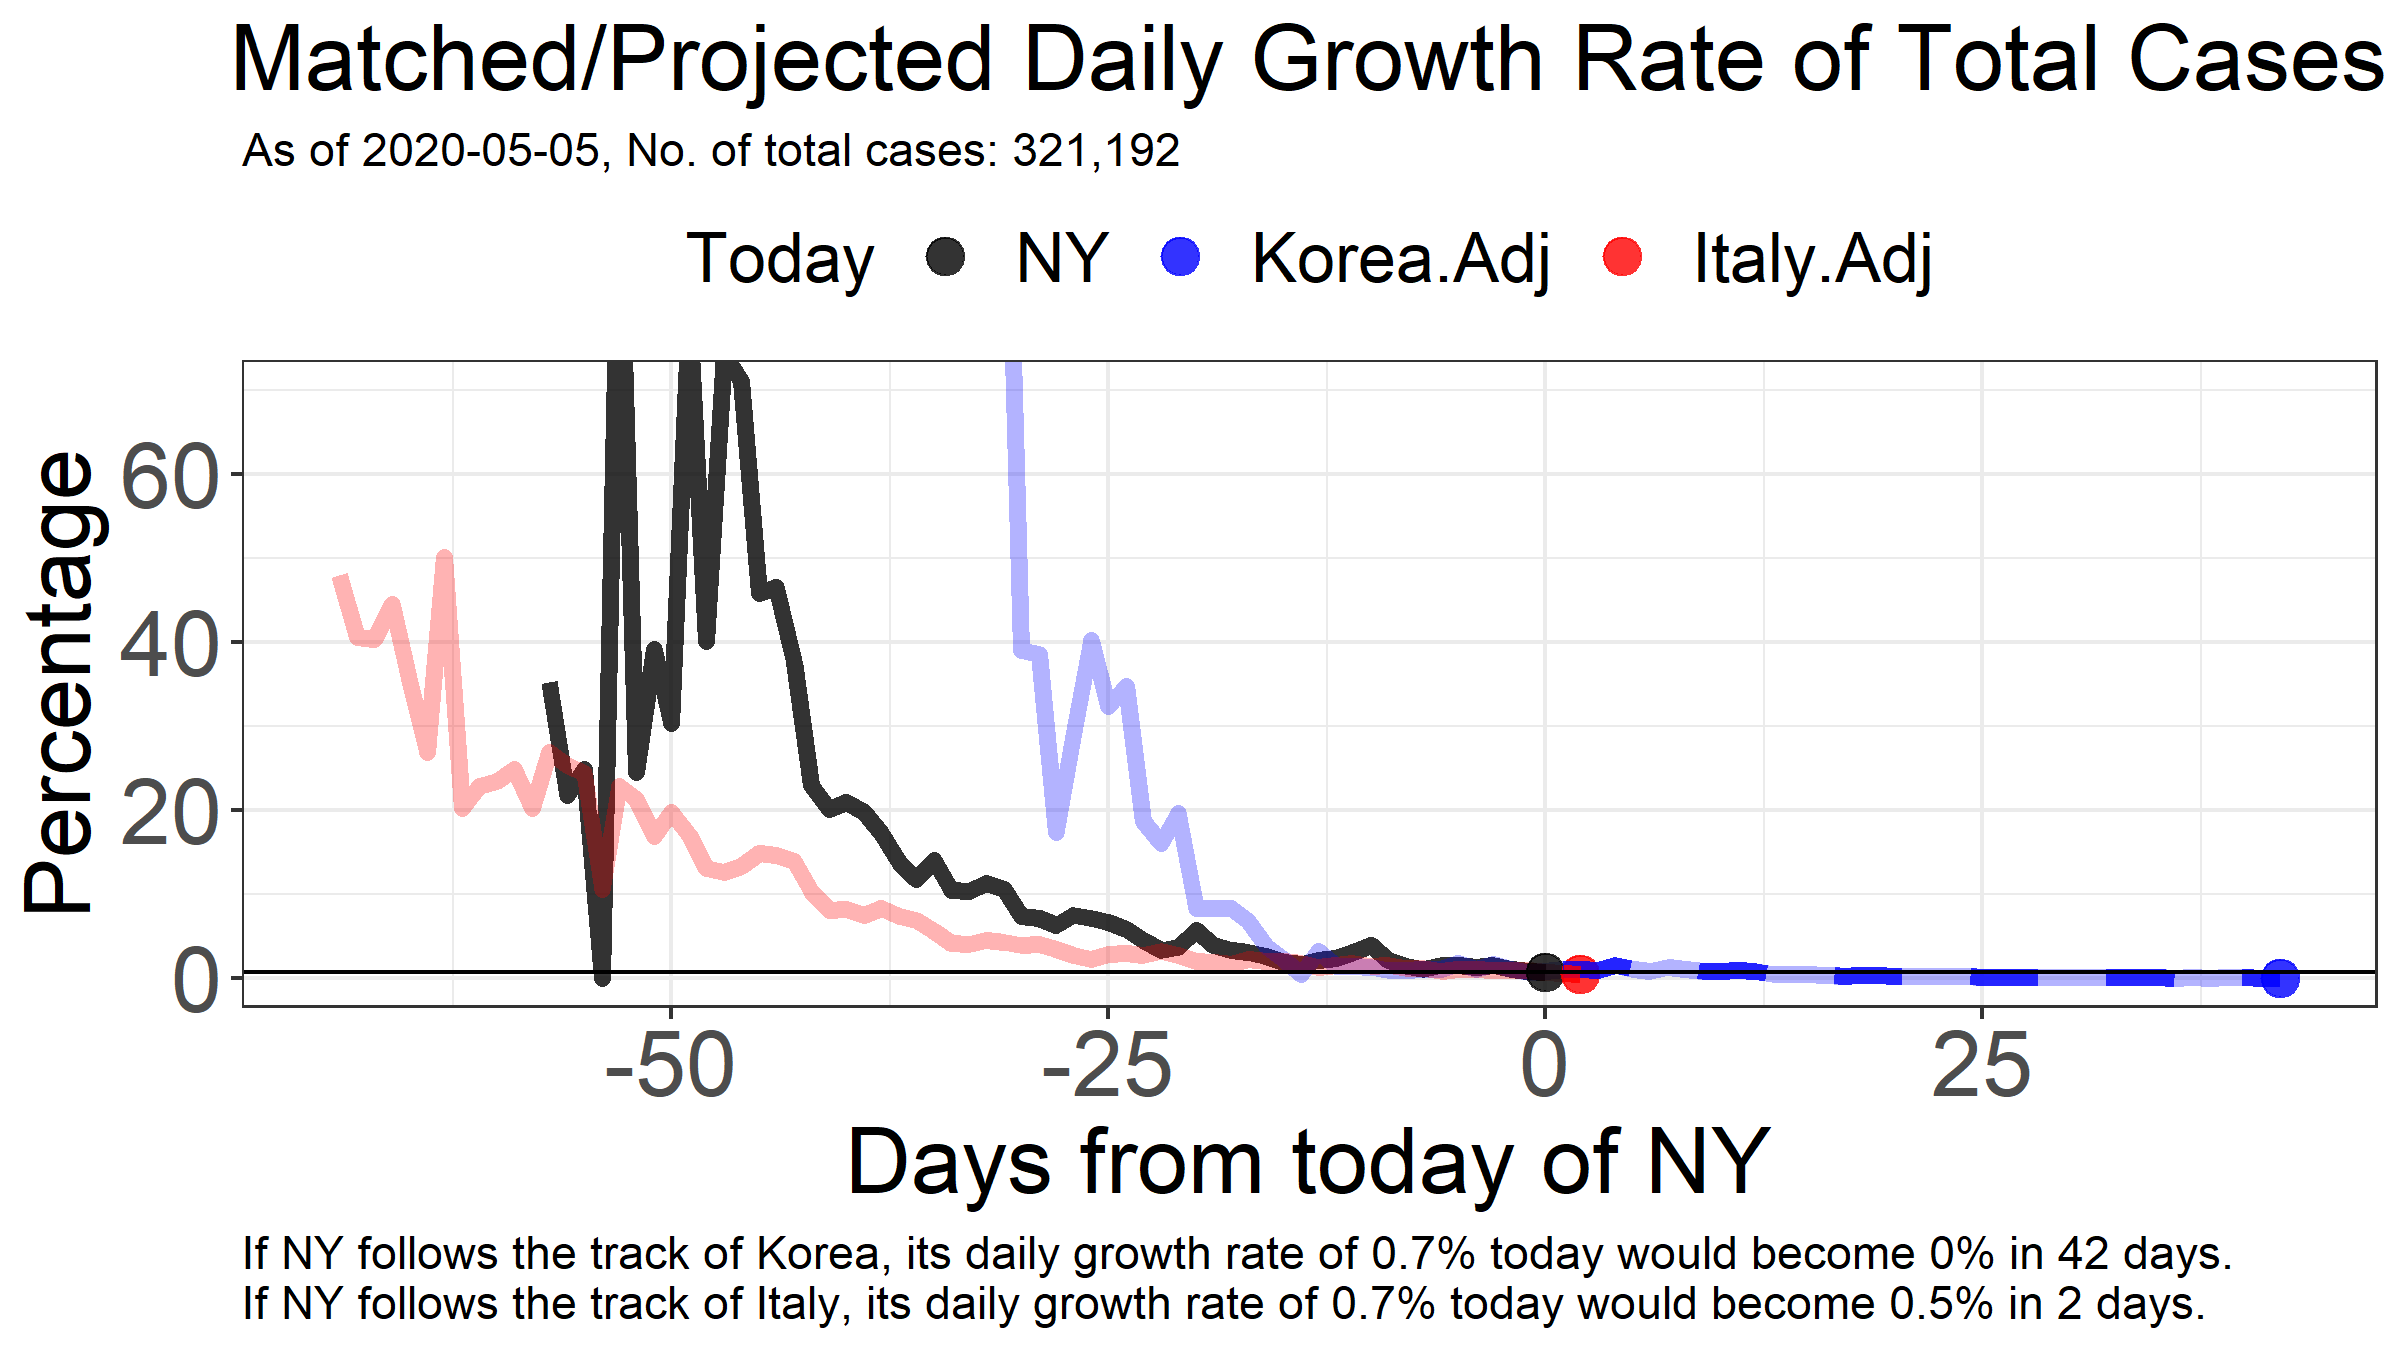 Matched/Projected Daily Growth Rate of Total Cases
As of 2020-05-05, No. of total cases: 321,192
Today NY Korea.Adj Italy.Adj
Percentage
60
40
20
0
-50 -25 0 25
Days from today of NY
If NY follows the track of Korea, its daily growth rate of 0.7% today would become 0% in 42 days.
If NY follows the track of Italy, its daily growth rate of 0.7% today would become 0.5% in 2 days.